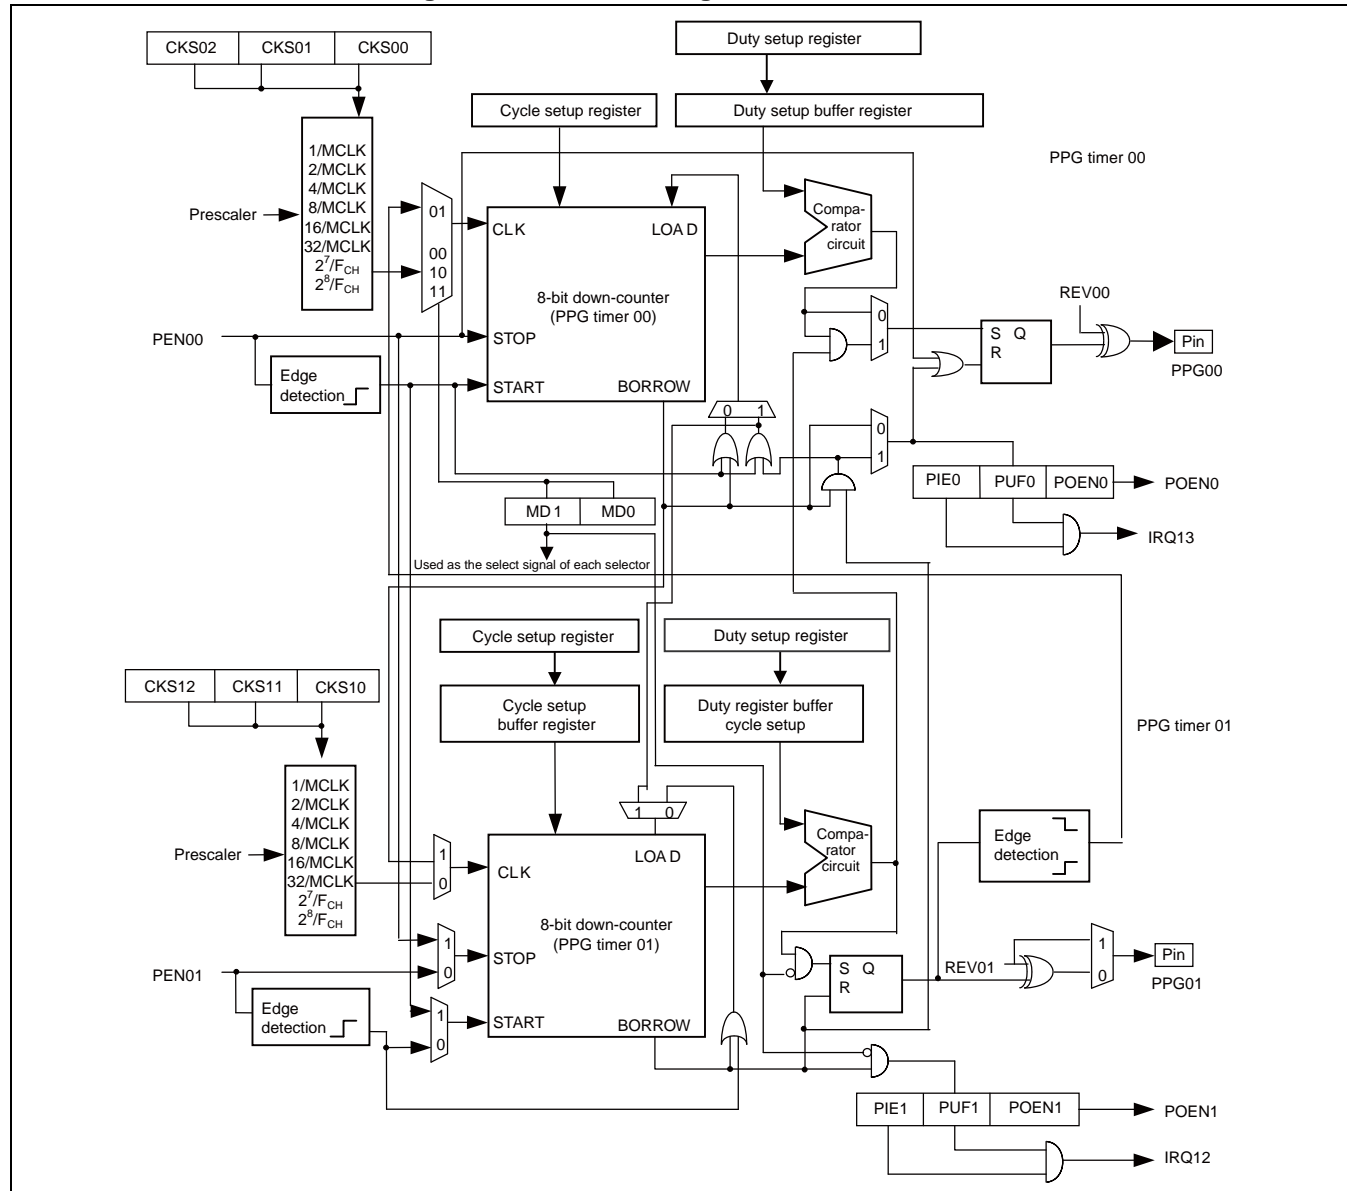 Duty setup register
CKS02 CKS01 CKS00
Cycle setup register
Duty setup buffer register
PPG timer 00
1/MCLK
2/MCLK
4/MCLK
8/MCLK
16/MCLK
32/MCLK
2⁷/F_CH
2⁸/F_CH
Prescaler
01
00
10
11
CLK
LOA D
8-bit down-counter
(PPG timer 00)
STOP
START
BORROW
Compa-
rator
circuit
PEN00
Edge
detection
0
1
S Q
R
REV00
Pin
PPG00
0 1
0
1
PIE0 PUF0 POEN0
POEN0
IRQ13
MD1 MD0
Used as the select signal of each selector
Cycle setup register
Duty setup register
CKS12 CKS11 CKS10
Cycle setup
buffer register
Duty register buffer
cycle setup
PPG timer 01
1/MCLK
2/MCLK
4/MCLK
8/MCLK
16/MCLK
32/MCLK
2⁷/F_CH
2⁸/F_CH
Prescaler
1 0
1
0
CLK
LOA D
8-bit down-counter
(PPG timer 01)
STOP
START
BORROW
Compa-
rator
circuit
Edge
detection
1
0
PEN01
Edge
detection
1
0
S Q
R
REV01
1
0
Pin
PPG01
PIE1 PUF1 POEN1
POEN1
IRQ12